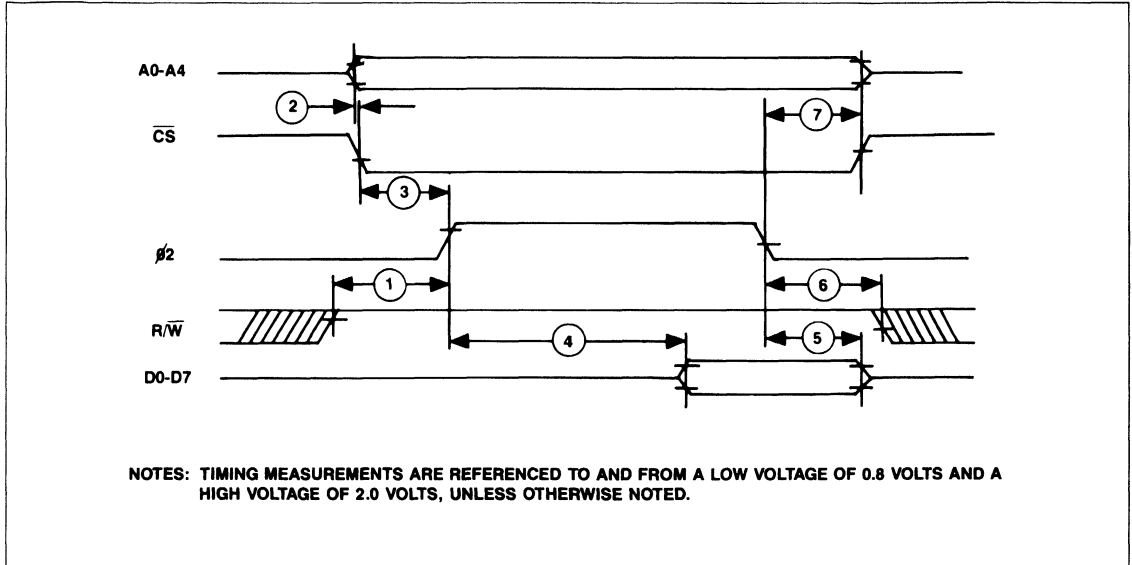 A0-A4
2
7
C̅S̅
3
ø2
1
6
R/W̅
4
5
D0-D7
NOTES: TIMING MEASUREMENTS ARE REFERENCED TO AND FROM A LOW VOLTAGE OF 0.8 VOLTS AND A
HIGH VOLTAGE OF 2.0 VOLTS, UNLESS OTHERWISE NOTED.